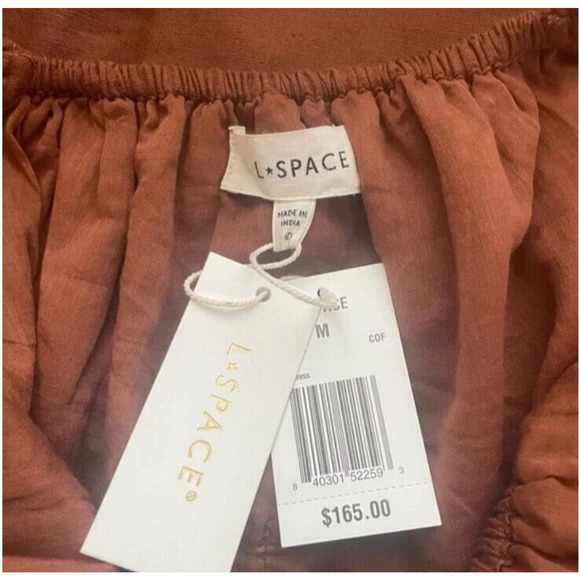 L★SPACE
MADE IN
INDIA
M
COF
8 40301 52259 3
$165.00
L★SPACE®